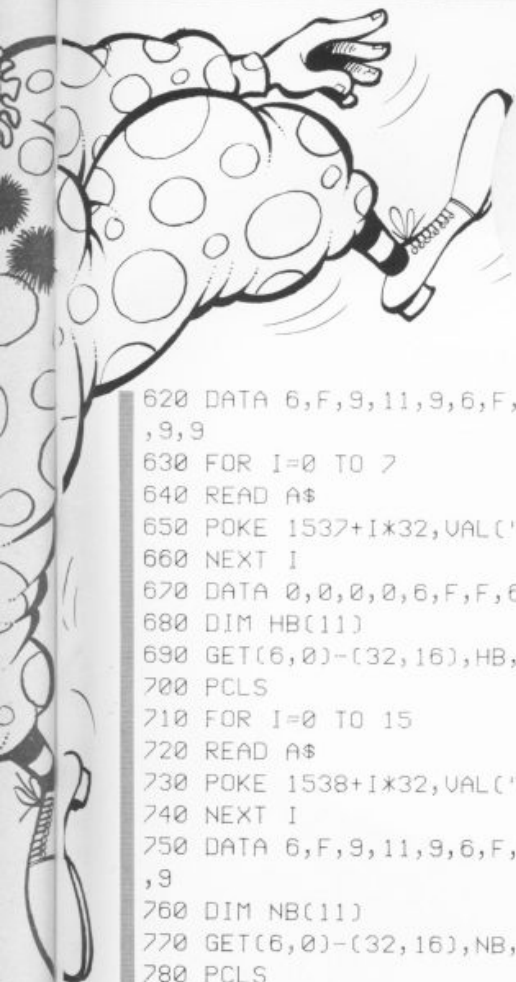 620 DATA 6,F,9,11,9,6,F,
,9,9
630 FOR I=0 TO 7
640 READ A$
650 POKE 1537+I*32,VAL("
660 NEXT I
670 DATA 0,0,0,0,6,F,F,6
680 DIM HB(11)
690 GET(6,0)-(32,16),HB,
700 PCLS
710 FOR I=0 TO 15
720 READ A$
730 POKE 1538+I*32,VAL("
740 NEXT I
750 DATA 6,F,9,11,9,6,F,
,9
760 DIM NB(11)
770 GET(6,0)-(32,16),NB,
780 PCLS